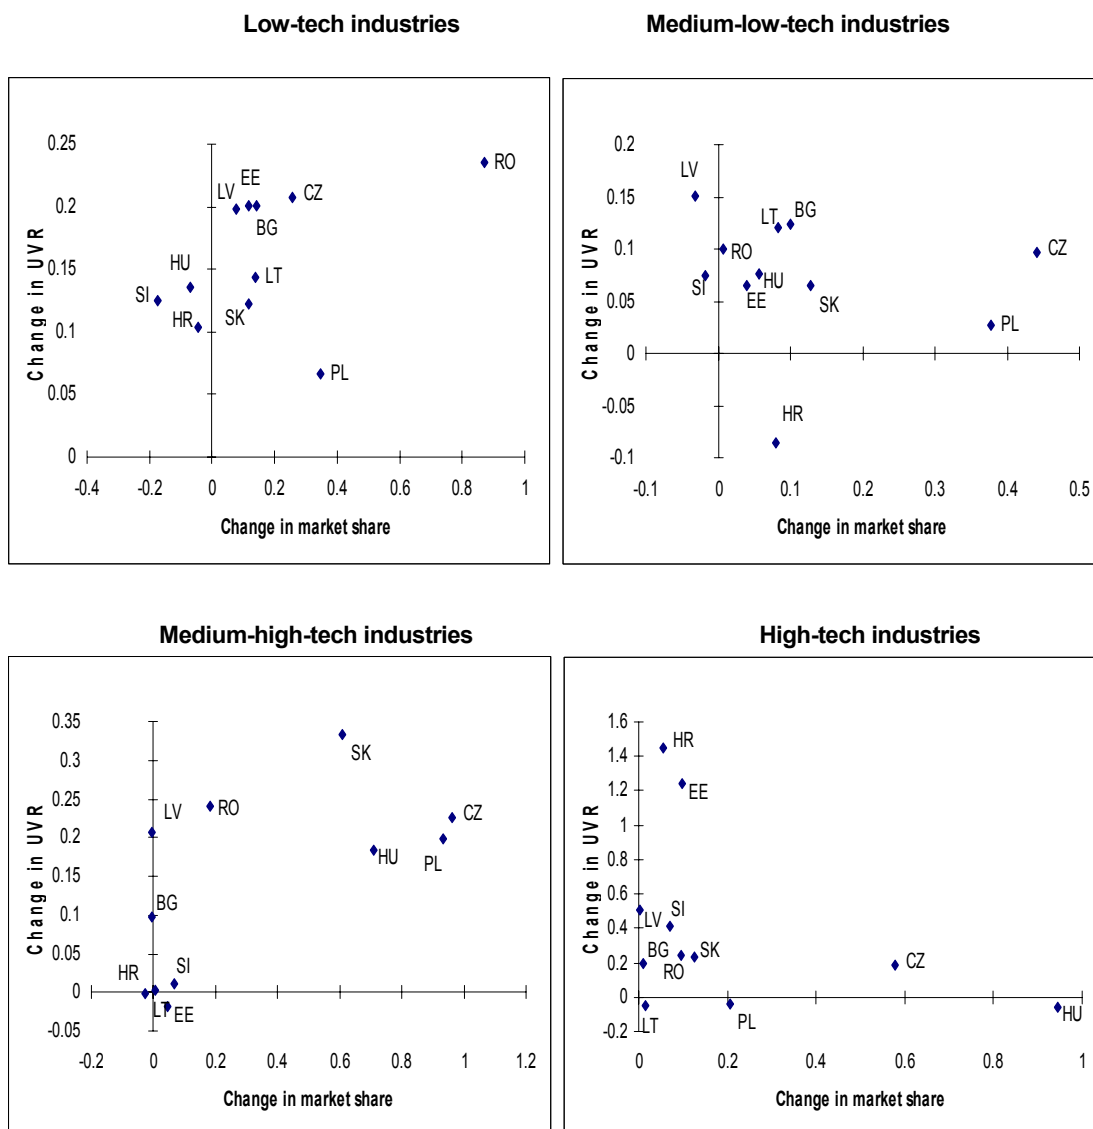 Low-tech industries
Medium-low-tech industries
Change in UVR
0.25
0.2
0.15
0.1
0.05
0
RO
EE
LV
CZ
BG
HU
LT
SI
HR
SK
PL
-0.4 -0.2 0 0.2 0.4 0.6 0.8 1
Change in market share
Change in UVR
0.2
0.15
0.1
0.05
0
-0.05
-0.1
LV
LT
BG
RO
CZ
SI
HU
EE
SK
PL
HR
-0.1 0 0.1 0.2 0.3 0.4 0.5
Change in market share
Medium-high-tech industries
High-tech industries
Change in UVR
0.35
0.3
0.25
0.2
0.15
0.1
0.05
0
-0.05
SK
LV
RO
CZ
HU
PL
BG
HR
SI
LT
EE
-0.2 0 0.2 0.4 0.6 0.8 1 1.2
Change in market share
Change in UVR
1.6
1.4
1.2
1
0.8
0.6
0.4
0.2
0
-0.2
HR
EE
LV
SI
BG
RO
SK
CZ
LT
PL
HU
0 0.2 0.4 0.6 0.8 1
Change in market share